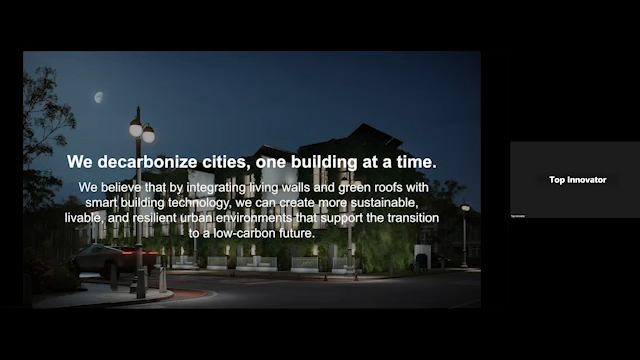 We decarbonize cities, one building at a time.
We believe that by integrating living walls and green roofs with
smart building technology, we can create more sustainable,
livable, and resilient urban environments that support the transition
to a low-carbon future.
Top Innovator
Top Innovator